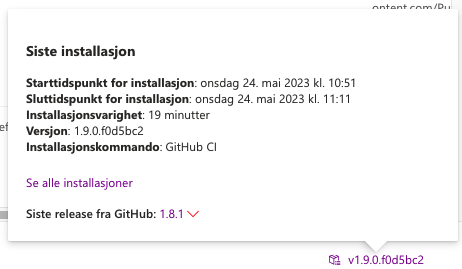 ontent.com/Pu
Siste installasjon
Starttidspunkt for installasjon: onsdag 24. mai 2023 kl. 10:51
Sluttidspunkt for installasjon: onsdag 24. mai 2023 kl. 11:11
Installasjonsvarighet: 19 minutter
Versjon: 1.9.0.f0d5bc2
Installasjonskommando: GitHub CI
ef
Se alle installasjoner
Siste release fra GitHub: 1.8.1
v1.9.0.f0d5bc2